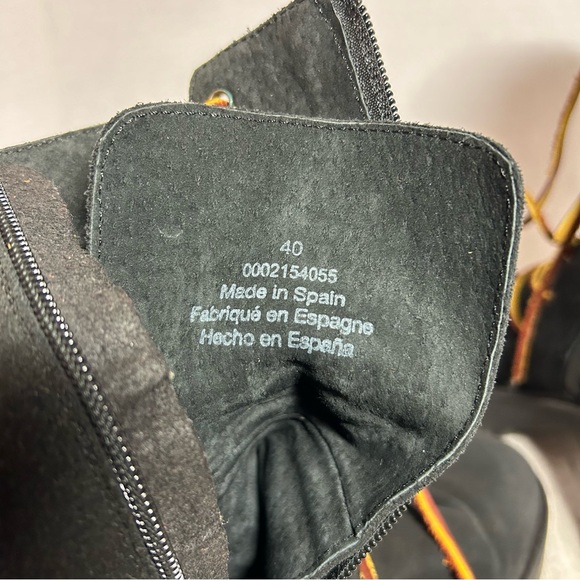 40
0002154055
Made in Spain
Fabriqué en Espagne
Hecho en España